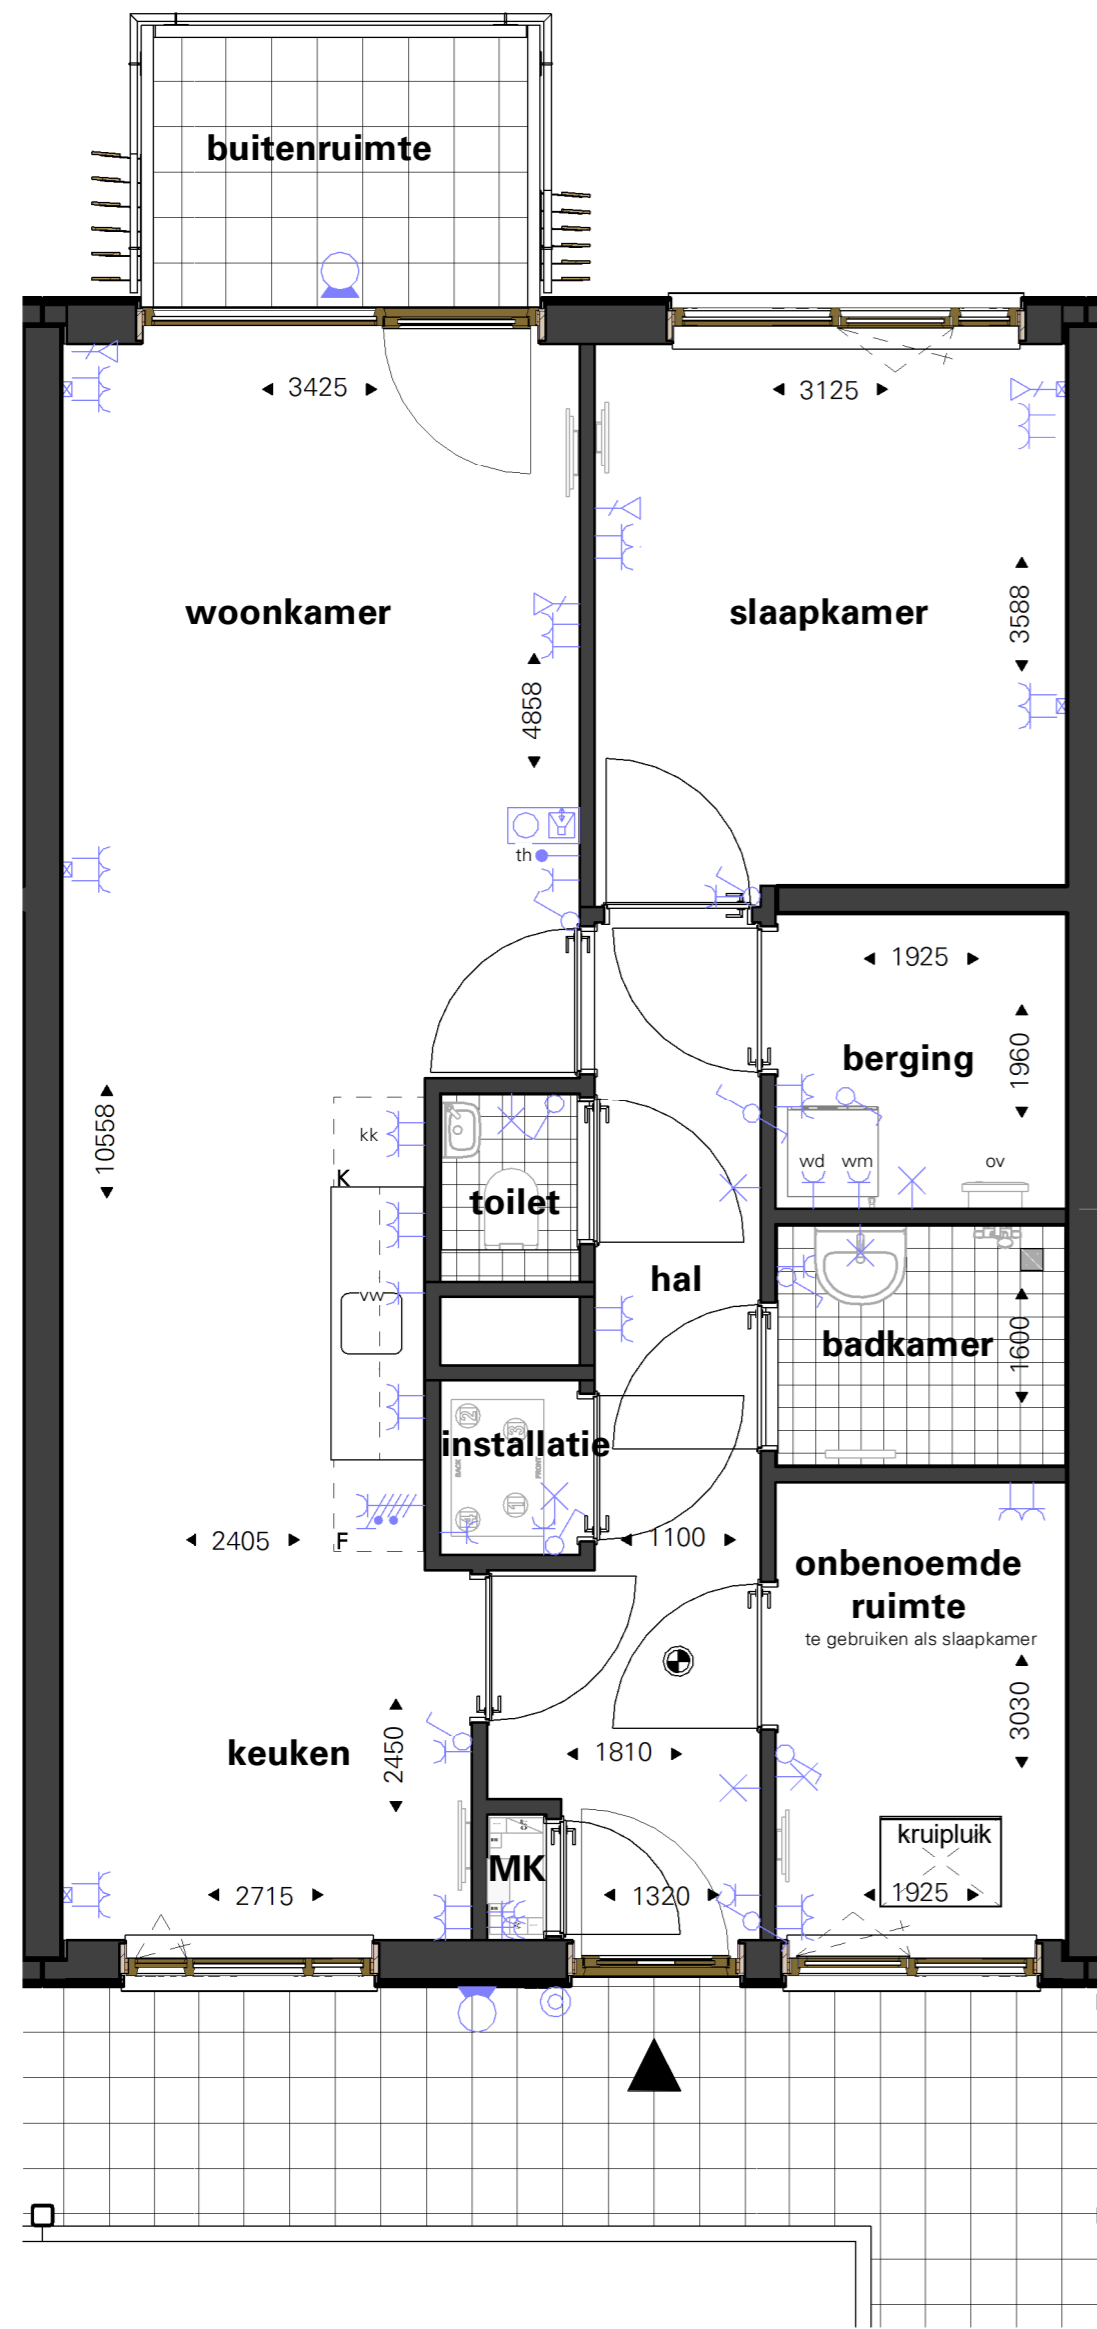 buitenruimte
3425
3125
woonkamer
slaapkamer
3588
4858
th
1925
berging
1960
10558
kk
K
wd
wm
ov
toilet
hal
vw
badkamer
1600
installatie
BACK
FRONT
2405
F
1100
onbenoemde
ruimte
te gebruiken als slaapkamer
3030
keuken
2450
1810
kruipluik
MK
2715
1320
1925